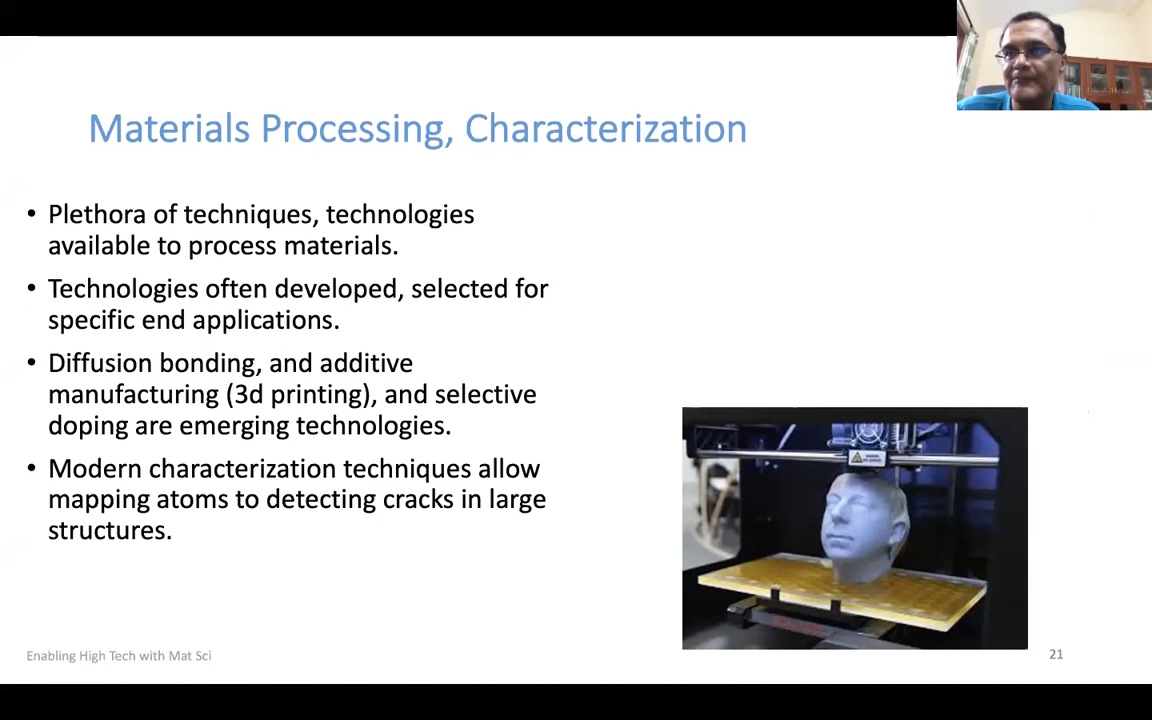 Materials Processing, Characterization
• Plethora of techniques, technologies
available to process materials.
• Technologies often developed, selected for
specific end applications.
• Diffusion bonding, and additive
manufacturing (3d printing), and selective
doping are emerging technologies.
• Modern characterization techniques allow
mapping atoms to detecting cracks in large
structures.
Enabling High Tech with Mat Sci
21